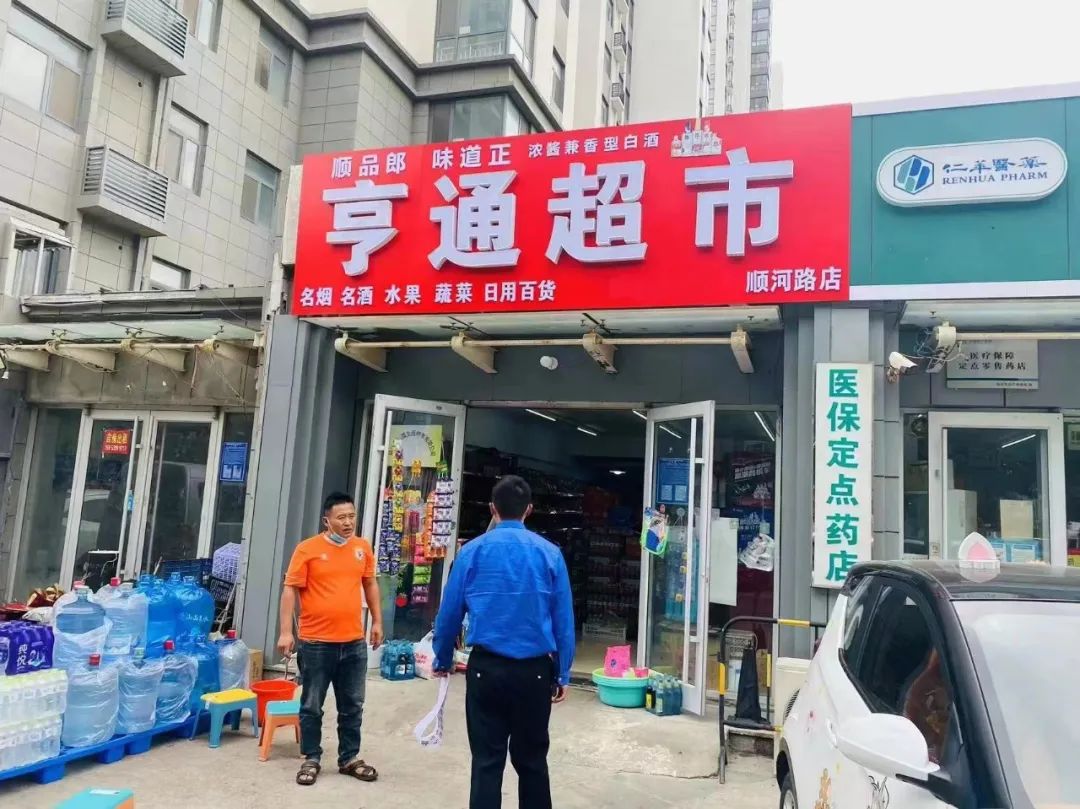 顺品郎 味道正 浓酱兼香型白酒
亨通超市
名烟 名酒 水果 蔬菜 日用百货
顺河路店
仁华醫藥
RENHUA PHARM
医疗保障
定点零售药店
医保定点药店